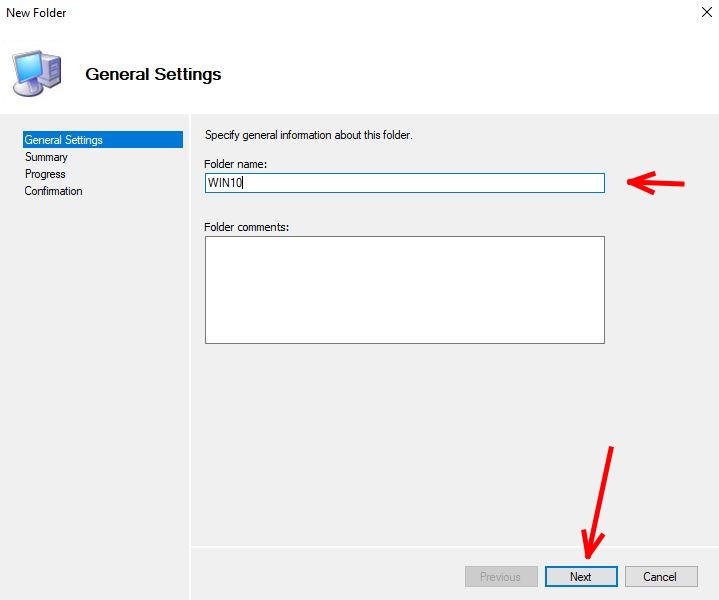 New Folder
General Settings
General Settings
Summary
Progress
Confirmation
Specify general information about this folder.
Folder name:
WIN10
Folder comments:
Previous
Next
Cancel